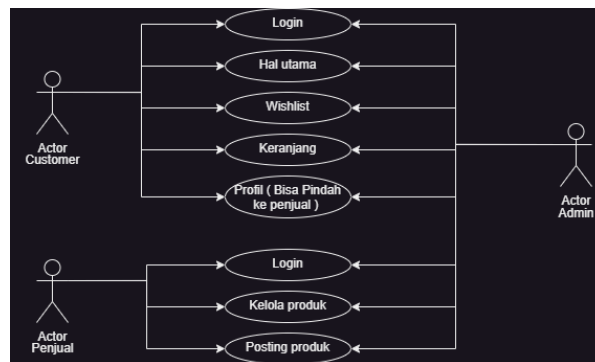 Login
Hal utama
Wishlist
Keranjang
Profil ( Bisa Pindah
ke penjual )
Actor
Customer
Actor
Admin
Login
Kelola produk
Posting produk
Actor
Penjual